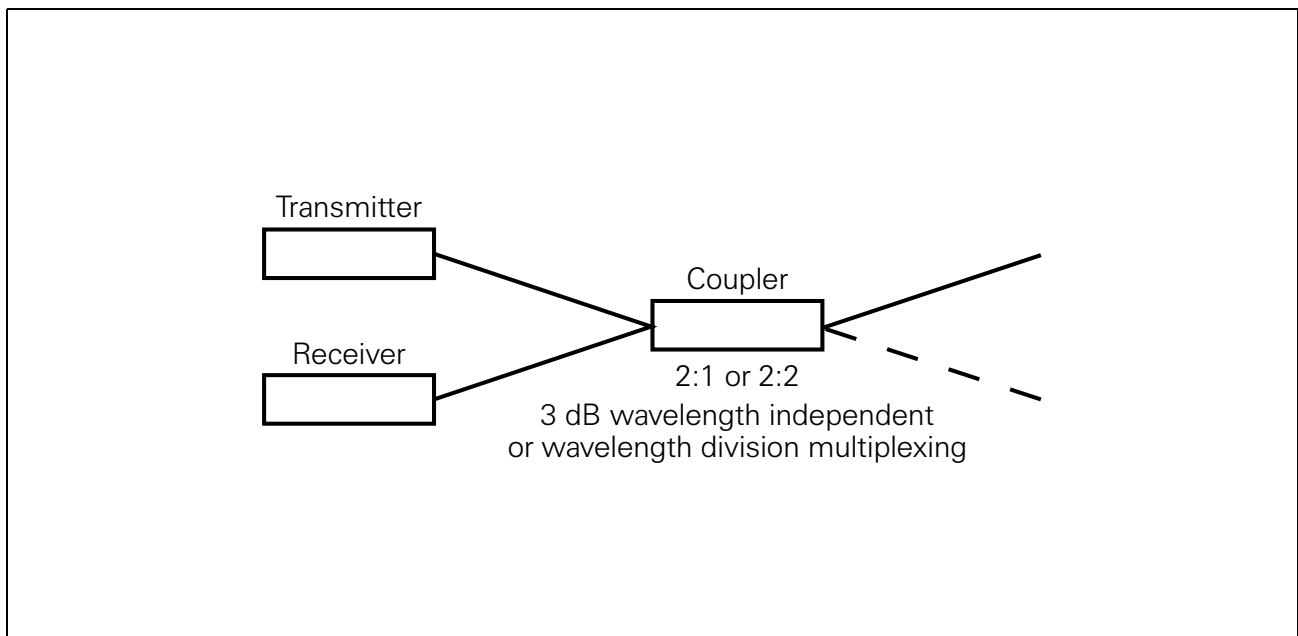 Transmitter
Coupler
Receiver
2:1 or 2:2
3 dB wavelength independent
or wavelength division multiplexing